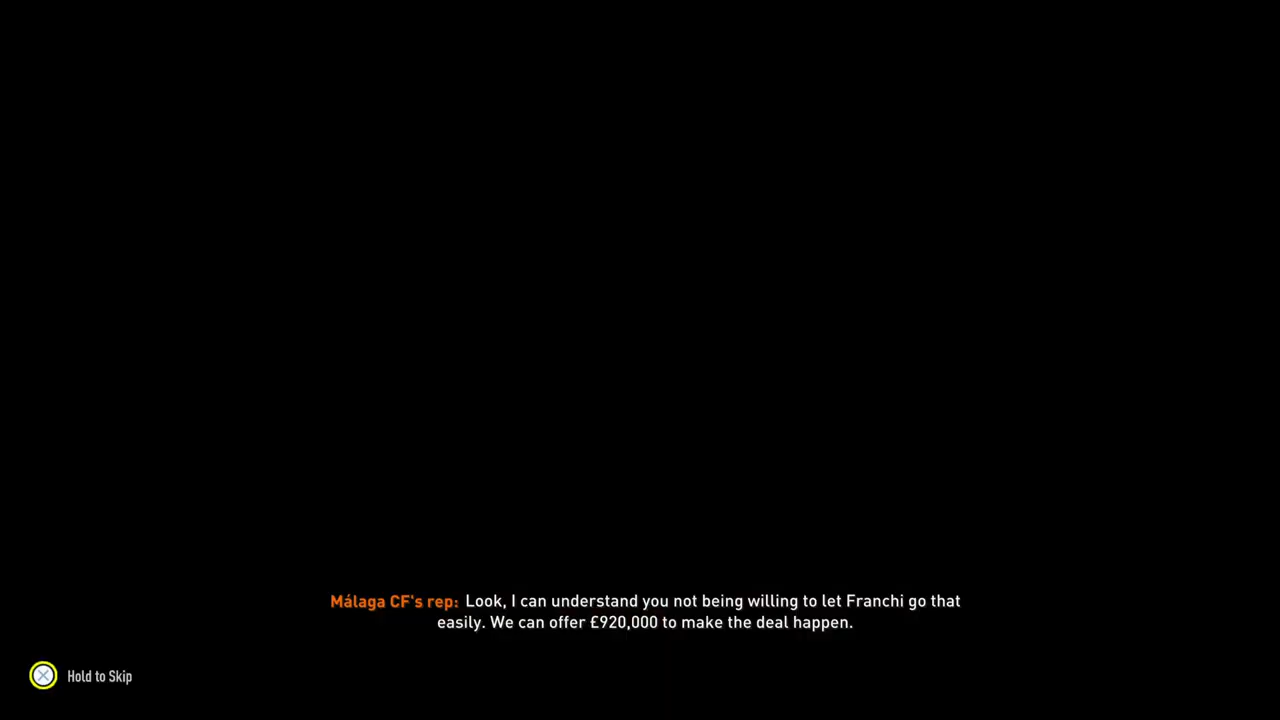 Málaga CF's rep: Look, I can understand you not being willing to let Franchi go that
easily. We can offer £920,000 to make the deal happen.
Hold to Skip